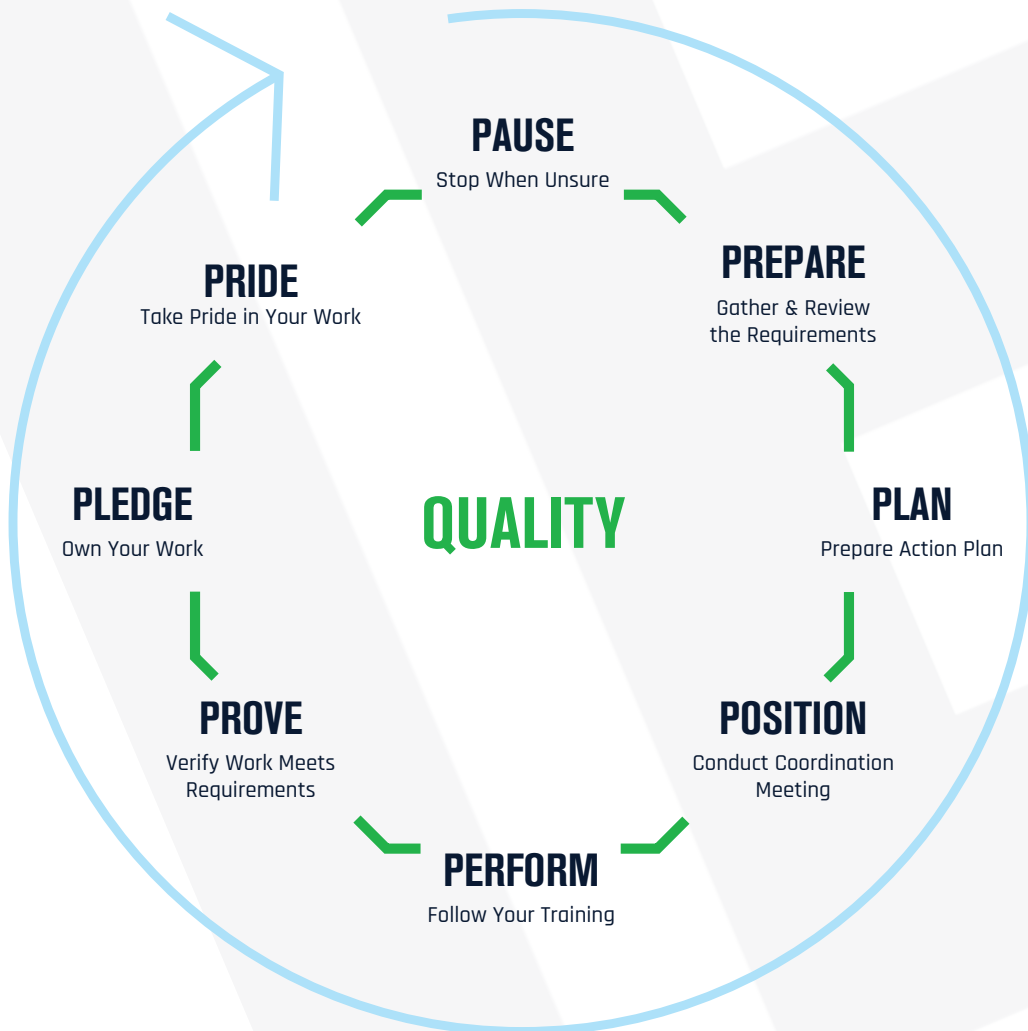 PAUSE
Stop When Unsure
PREPARE
Gather & Review
the Requirements
PLAN
Prepare Action Plan
POSITION
Conduct Coordination
Meeting
PERFORM
Follow Your Training
PROVE
Verify Work Meets
Requirements
PLEDGE
Own Your Work
PRIDE
Take Pride in Your Work
QUALITY